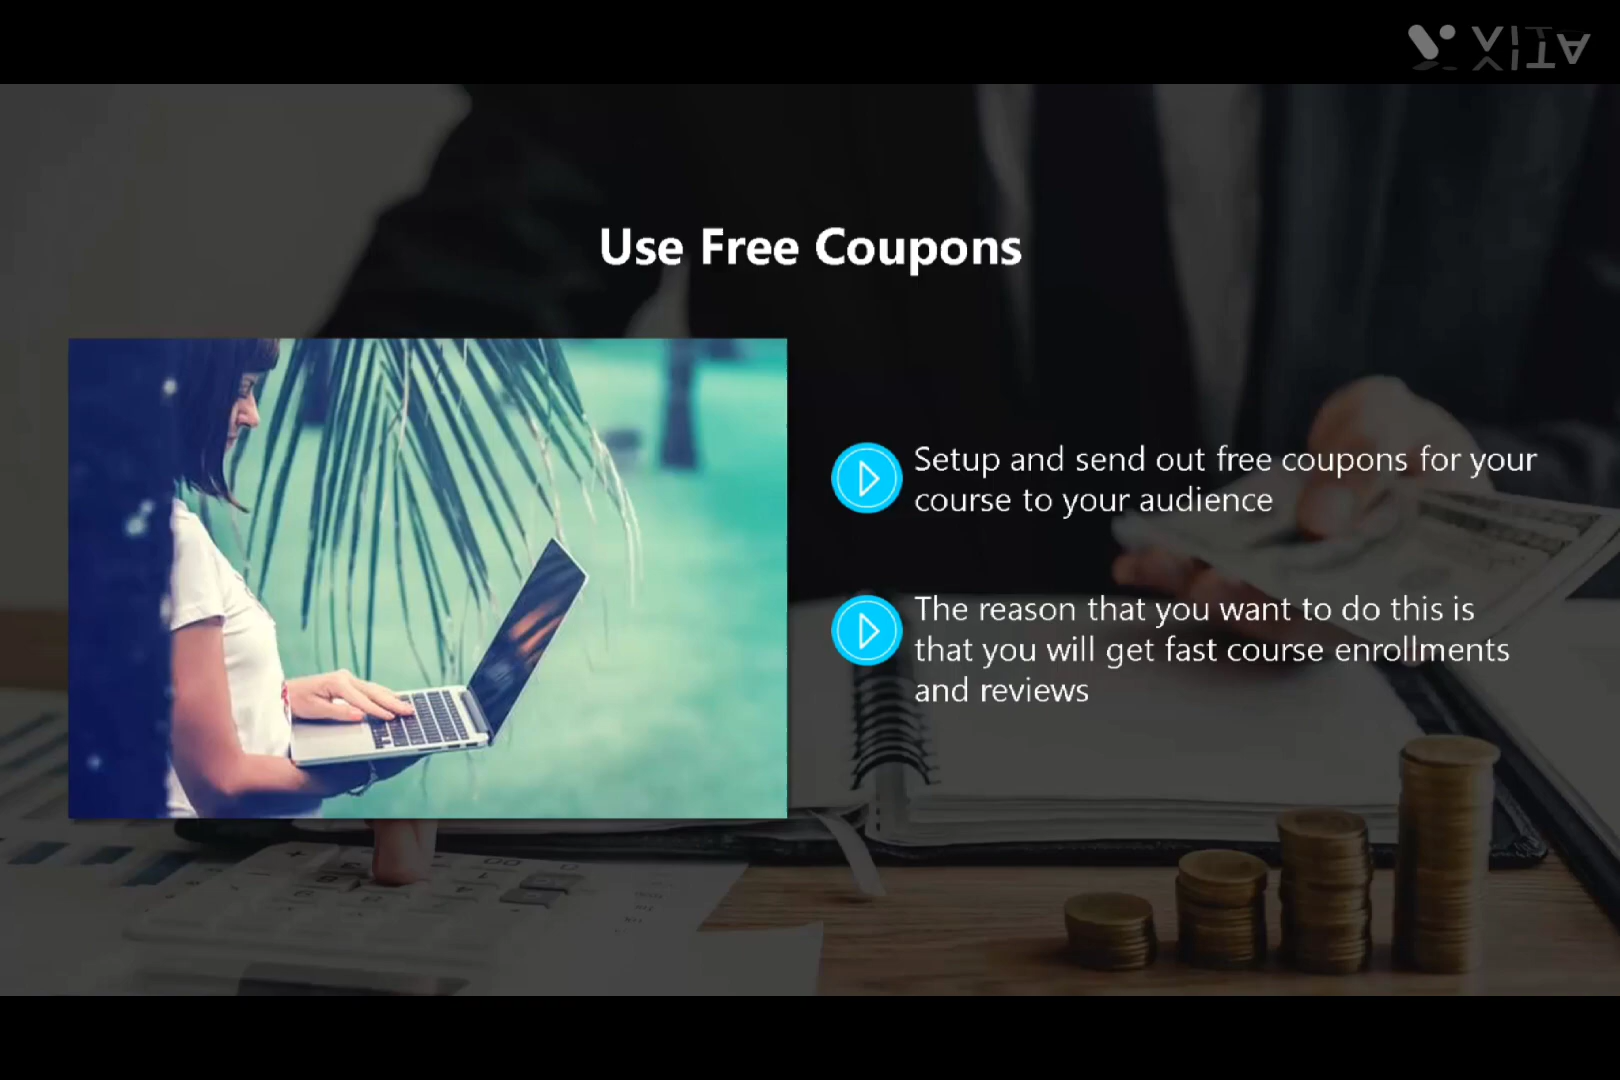 VITA
Use Free Coupons
Setup and send out free coupons for your
course to your audience
The reason that you want to do this is
that you will get fast course enrollments
and reviews